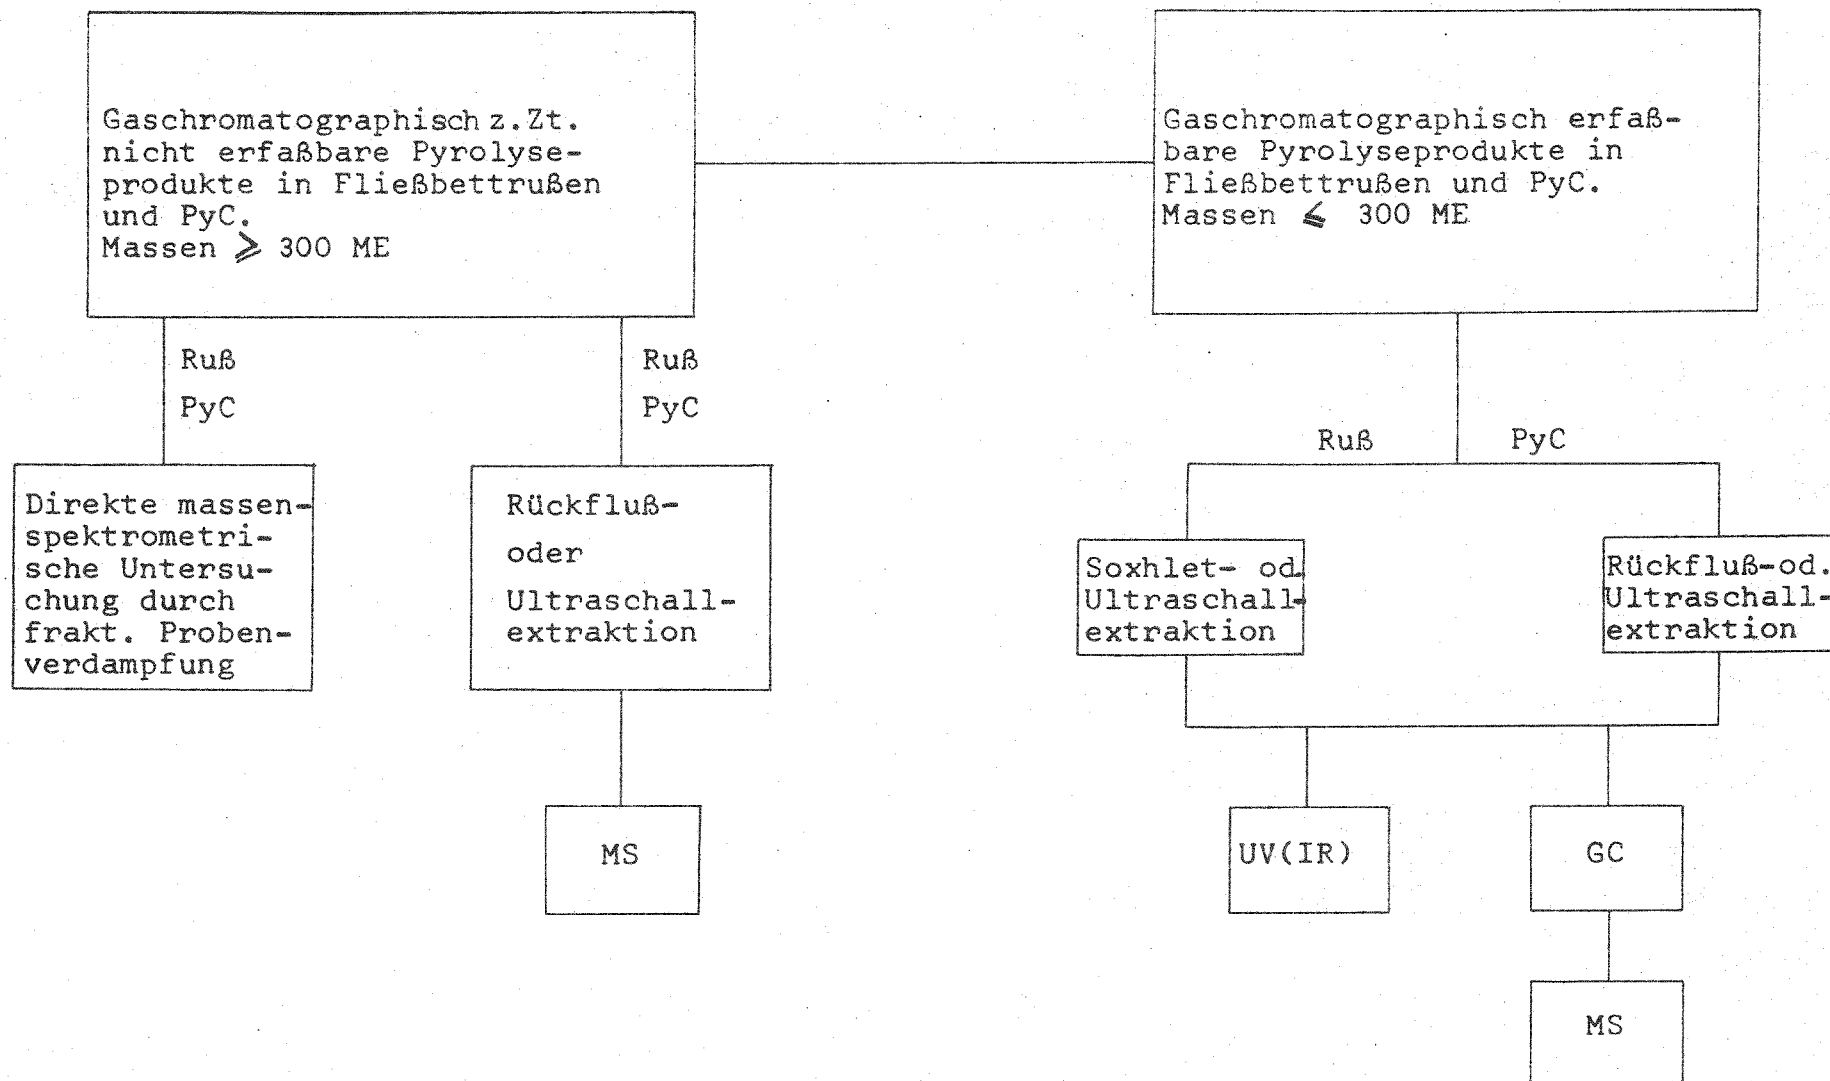 Gaschromatographisch z.Zt.
nicht erfaßbare Pyrolyse-
produkte in Fließbettrußen
und PyC.
Massen ⩾ 300 ME
Gaschromatographisch erfaß-
bare Pyrolyseprodukte in
Fließbettrußen und PyC.
Massen ⩽ 300 ME
Ruß
PyC
Ruß
PyC
Ruß
PyC
Direkte massen-
spektrometri-
sche Untersu-
chung durch
frakt. Proben-
verdampfung
Rückfluß-
oder
Ultraschall-
extraktion
Soxhlet- od.
Ultraschall-
extraktion
Rückfluß-od.
Ultraschall-
extraktion
MS
UV(IR)
GC
MS